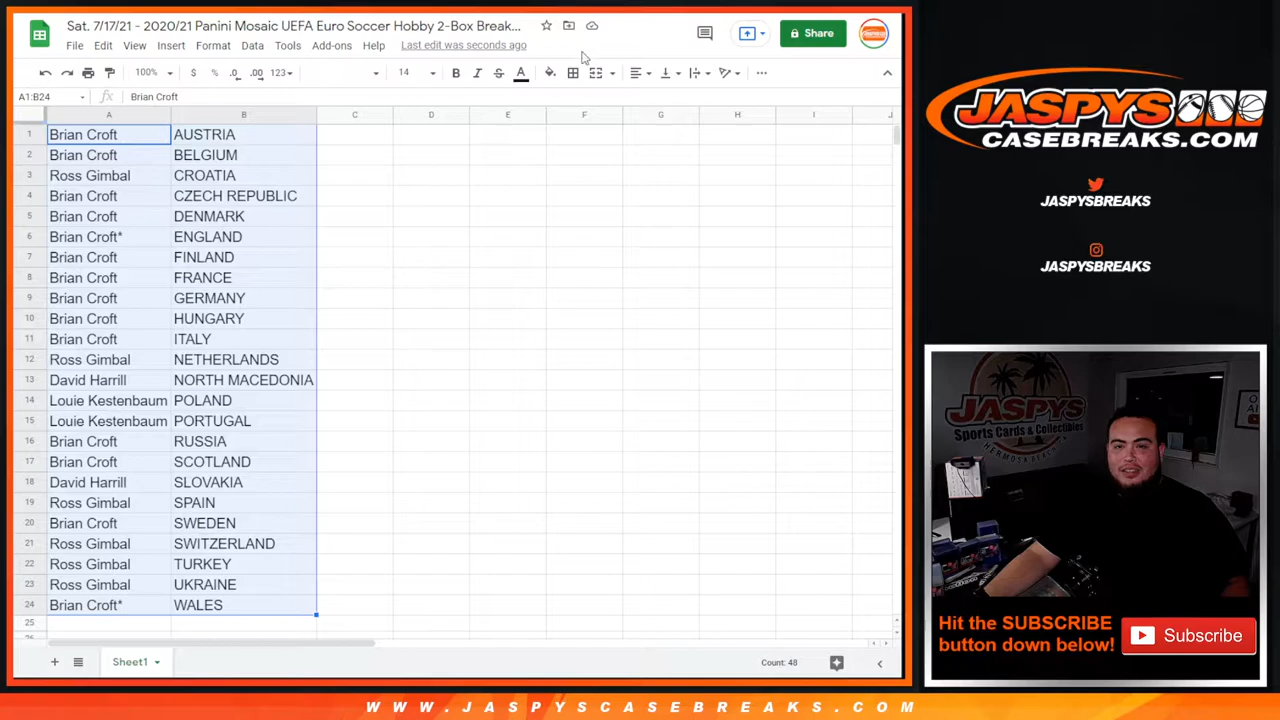 Sat. 7/17/21 - 2020/21 Panini Mosaic UEFA Euro Soccer Hobby 2-Box Break...
File Edit View Insert Format Data Tools Add-ons Help Last edit was seconds ago
Share
100% $ % .0 .00 123 14 B I S A
A1:B24 fx Brian Croft
A B C D E F G H I J
1 Brian Croft AUSTRIA
2 Brian Croft BELGIUM
3 Ross Gimbal CROATIA
4 Brian Croft CZECH REPUBLIC
5 Brian Croft DENMARK
6 Brian Croft* ENGLAND
7 Brian Croft FINLAND
8 Brian Croft FRANCE
9 Brian Croft GERMANY
10 Brian Croft HUNGARY
11 Brian Croft ITALY
12 Ross Gimbal NETHERLANDS
13 David Harrill NORTH MACEDONIA
14 Louie Kestenbaum POLAND
15 Louie Kestenbaum PORTUGAL
16 Brian Croft RUSSIA
17 Brian Croft SCOTLAND
18 David Harrill SLOVAKIA
19 Ross Gimbal SPAIN
20 Brian Croft SWEDEN
21 Ross Gimbal SWITZERLAND
22 Ross Gimbal TURKEY
23 Ross Gimbal UKRAINE
24 Brian Croft* WALES
25
Sheet1
Count: 48
JASPYS
CASEBREAKS.COM
JASPYSBREAKS
JASPYSBREAKS
JASPYS
Sports Cards & Collectibles
HERMOSA BEACH
Hit the SUBSCRIBE
button down below!
Subscribe
WWW.JASPYSCASEBREAKS.COM